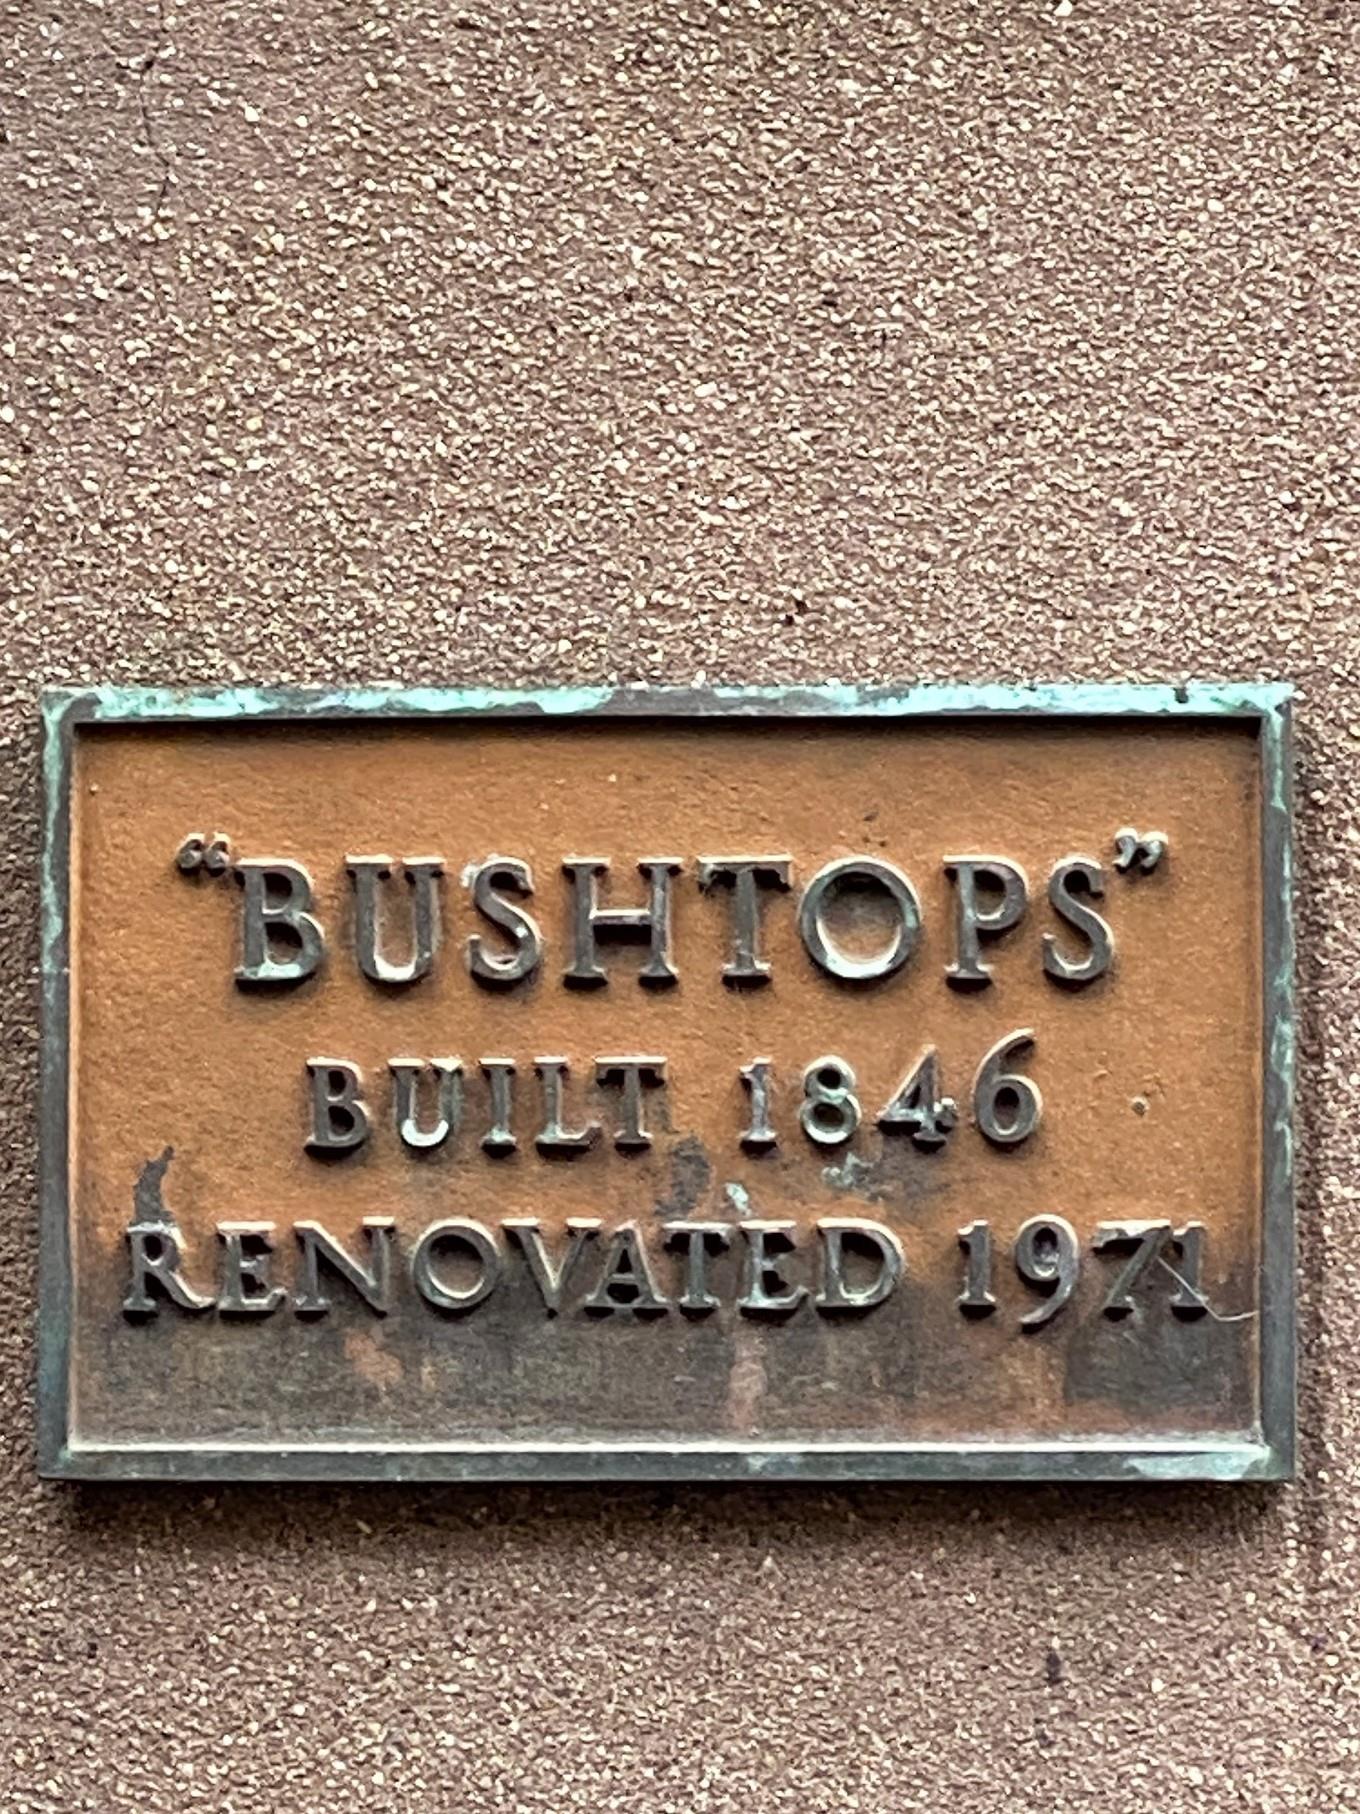 “BUSHTOPS”
BUILT 1846
RENOVATED 1971